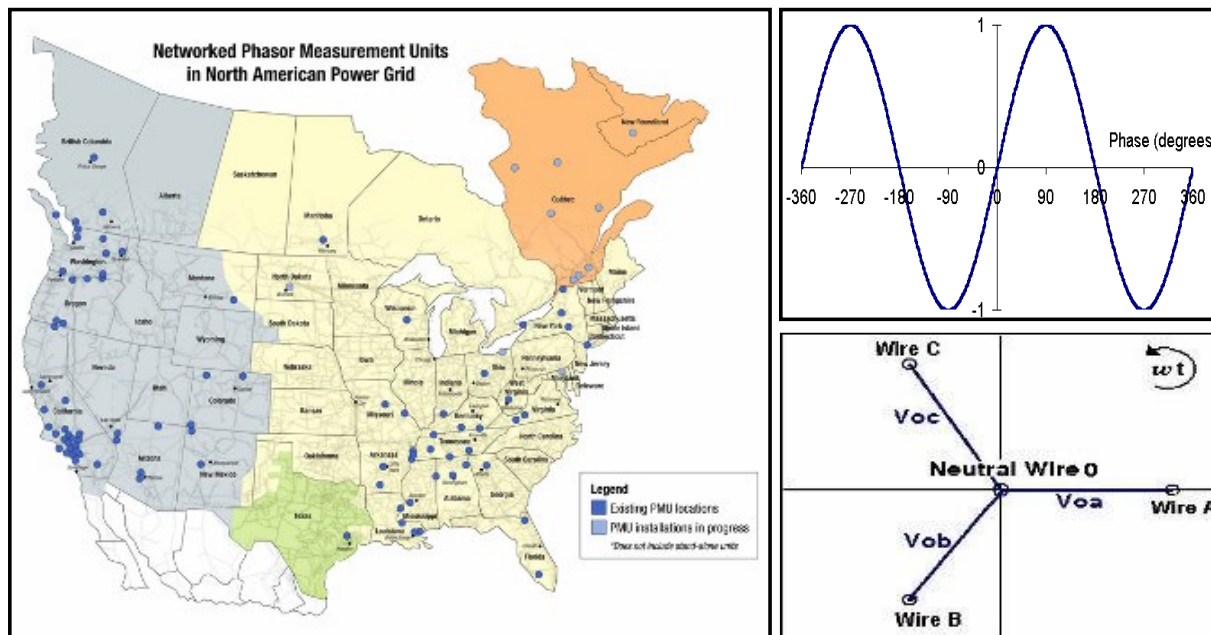 Networked Phasor Measurement Units
in North American Power Grid
New Foundland
British Columbia
Prince George
Alberta
Saskatchewan
Manitoba
Ontario
Québec
Washington
Montana
North Dakota
Minnesota
Maine
Vermont
New Hampshire
Massachusetts
Rhode Island
Connecticut
Oregon
Idaho
Wyoming
South Dakota
Wisconsin
Michigan
New York
Nevada
Utah
Colorado
Nebraska
Iowa
Illinois
Indiana
Ohio
Pennsylvania
New Jersey
Delaware
California
Kansas
Missouri
Kentucky
West
Virginia
Virginia
Arizona
New Mexico
Oklahoma
Arkansas
Tennessee
North Carolina
South Carolina
Texas
Louisiana
Mississippi
Alabama
Georgia
Florida
Legend
Existing PMU locations
PMU installations in progress
*Does not include stand-alone units
1
0
-1
Phase (degrees
-360 -270 -180 -90 0 90 180 270 360
Wire C
wt
Voc
Neutral Wire 0
Voa
Wire A
Vob
Wire B